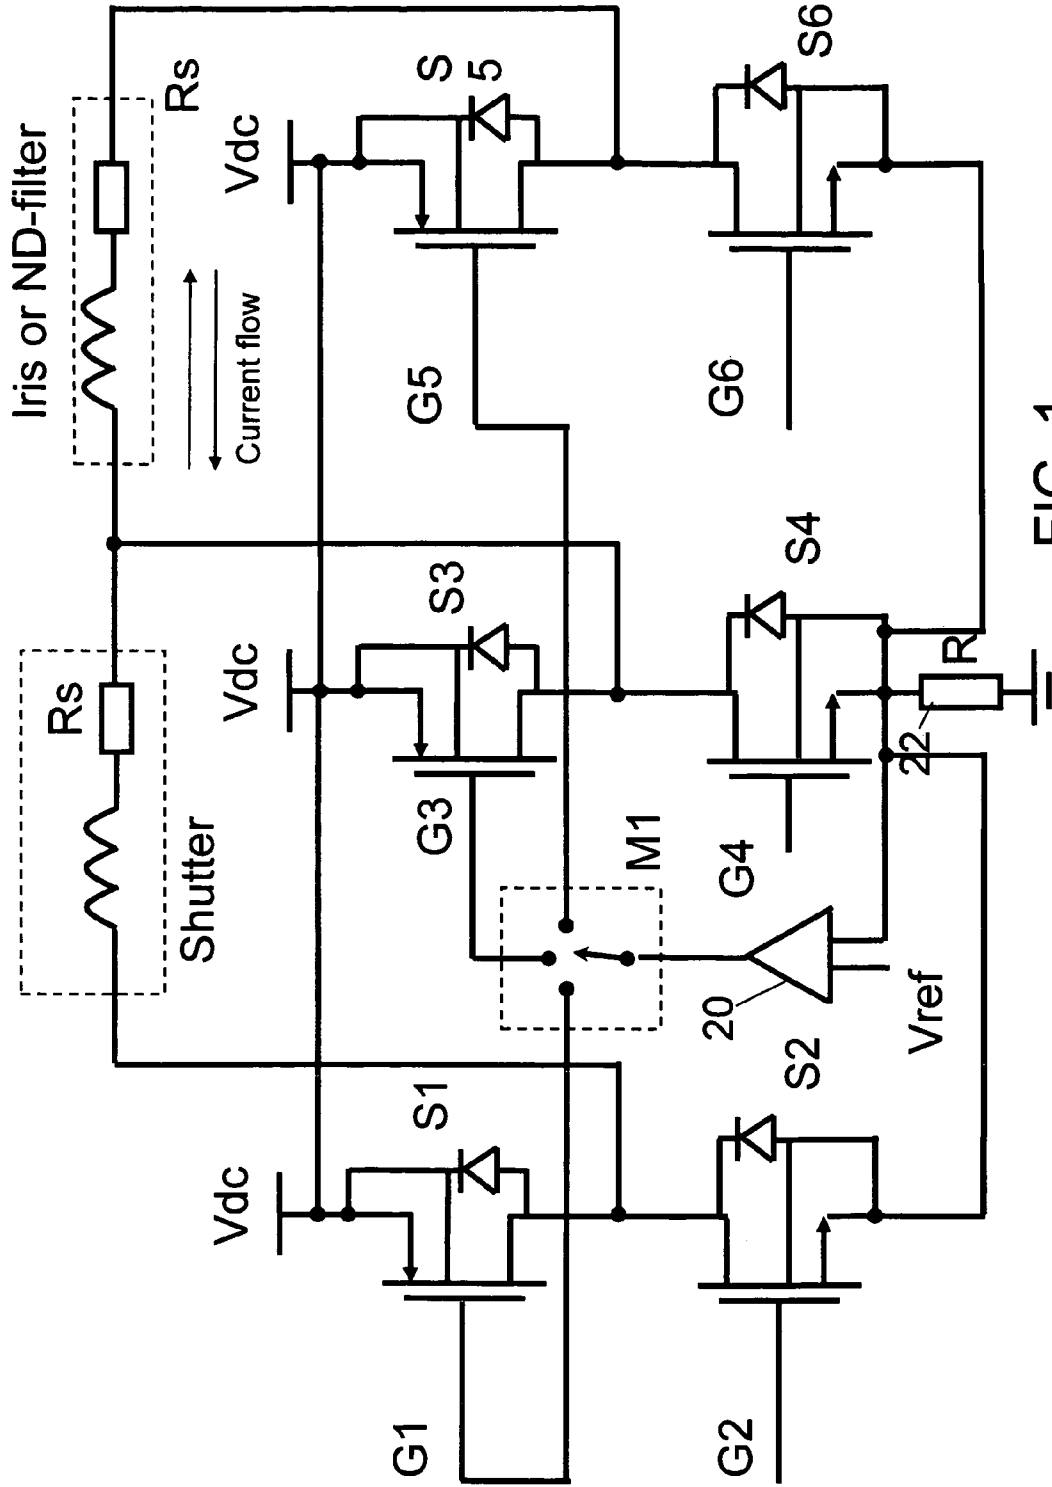 Iris or ND-filter
Rs
Current flow
Shutter
Rs
Vdc
Vdc
Vdc
S1
S3
S
5
G1
G3
G5
M1
S2
S4
S6
G2
G4
G6
20
Vref
22
R
FIG. 1